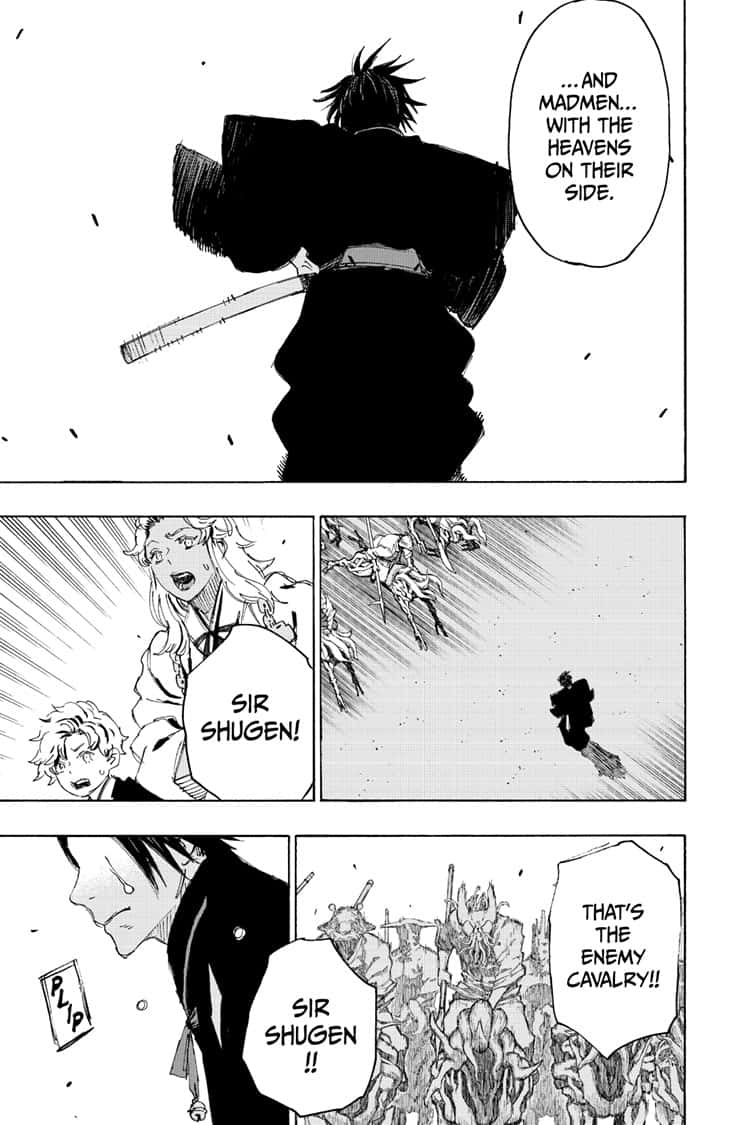 ...AND
MADMEN...
WITH THE
HEAVENS
ON THEIR
SIDE.
SIR
SHUGEN!
THAT'S
THE
ENEMY
CAVALRY!!
SIR
SHUGEN
!!
PLIP